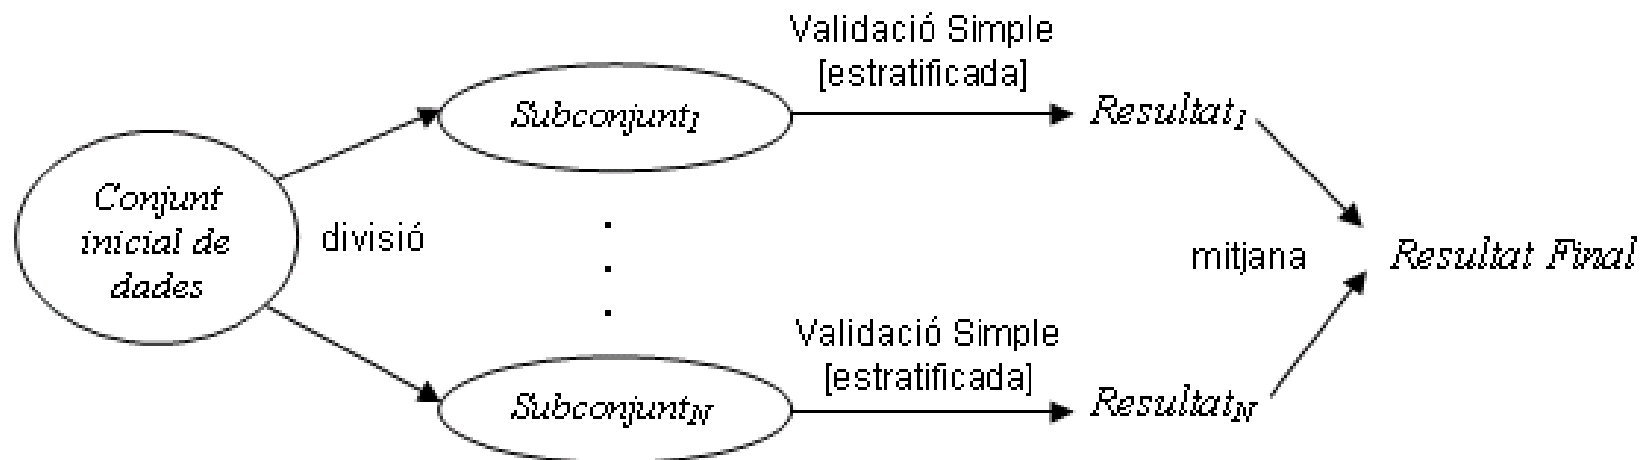 Validació Simple
[estratificada]
Subconjunt1
Resultat1
Conjunt
inicial de
dades
divisió
.
.
.
mitjana
Resultat Final
Validació Simple
[estratificada]
SubconjuntN
ResultatN